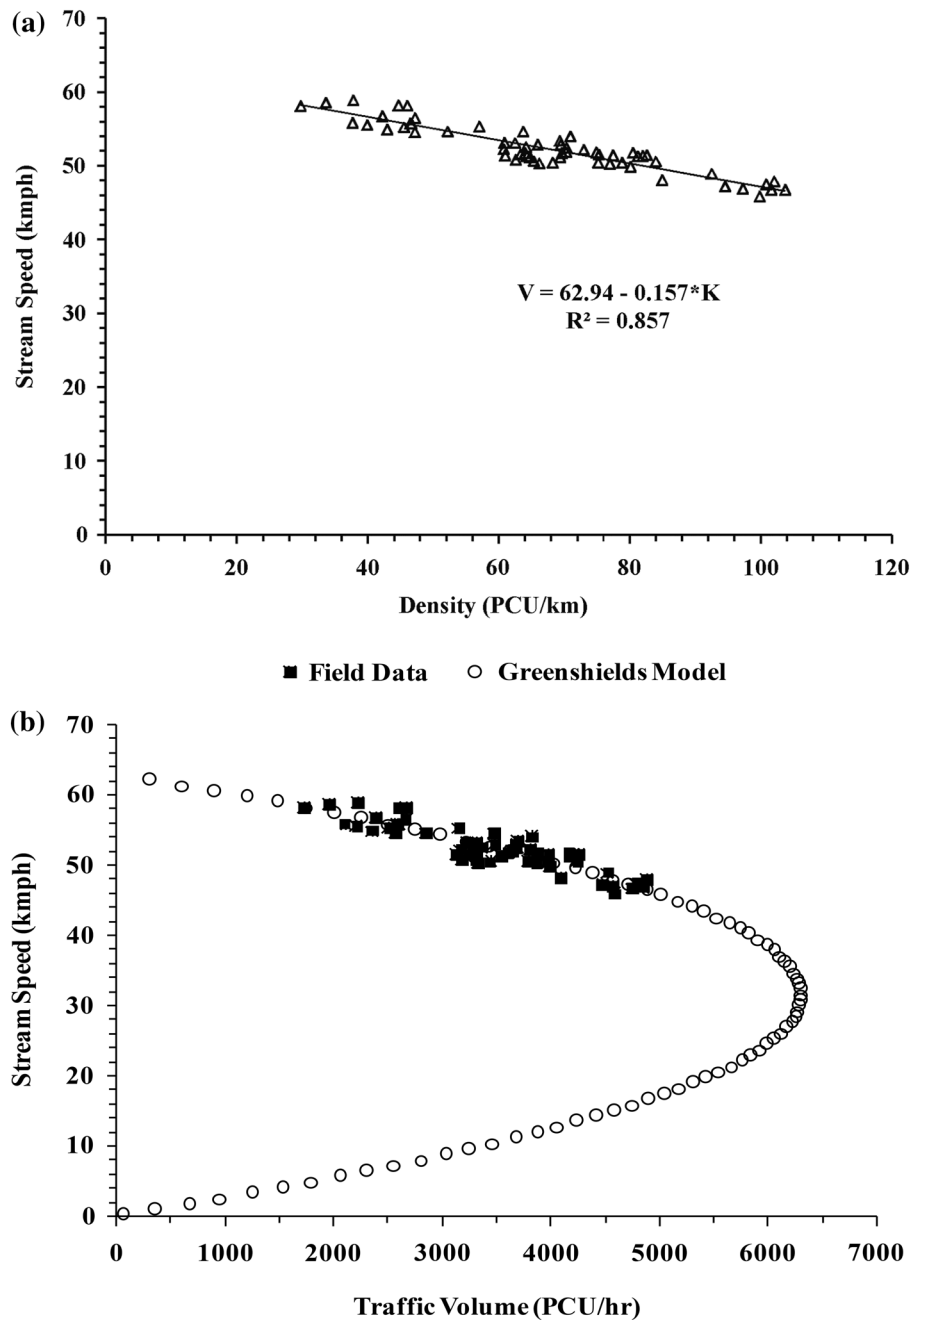 (a)
70
60
50
40
30
20
10
0
Stream Speed (kmph)
V = 62.94 - 0.157*K
R² = 0.857
0 20 40 60 80 100 120
Density (PCU/km)
Field Data Greenshields Model
(b)
70
60
50
40
30
20
10
0
Stream Speed (kmph)
0 1000 2000 3000 4000 5000 6000 7000
Traffic Volume (PCU/hr)